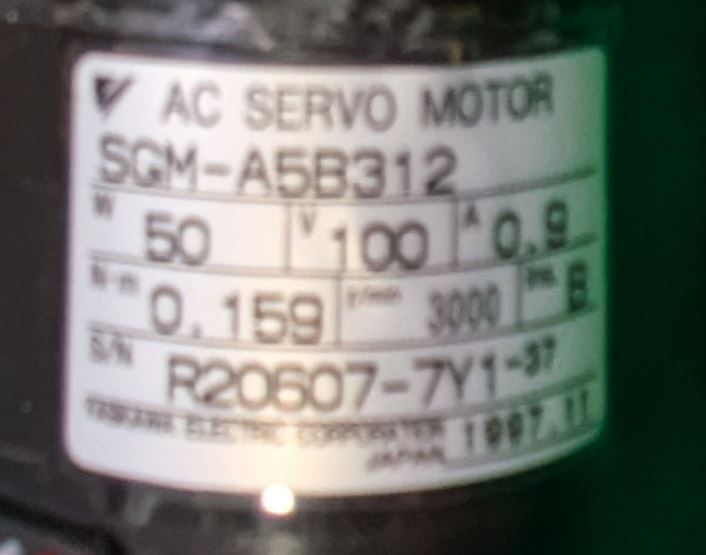 AC SERVO MOTOR
SGM-A5B312
W 50 V 100 A 0.9
N·m 0.159 r/min 3000 Ins. B
S/N R20607-7Y1-37
YASKAWA ELECTRIC CORPORATION 1997.11
JAPAN